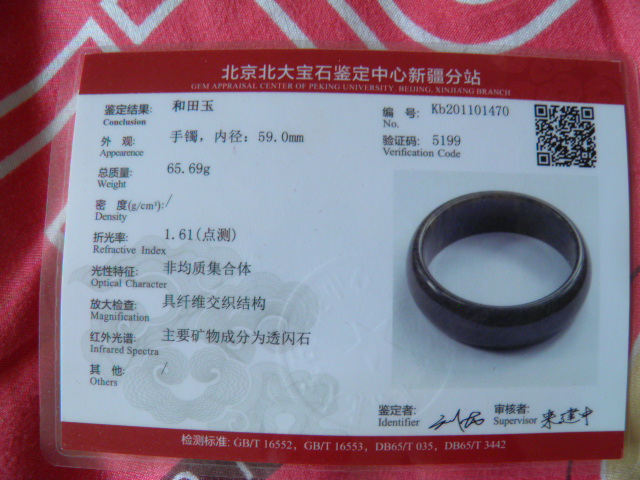 北京北大宝石鉴定中心新疆分站
GEM APPRAISAL CENTER OF PEKING UNIVERSITY BEIJING, XINJIANG BRANCH
鉴定结果: 和田玉
Conclusion
编 号: Kb201101470
No.
外 观: 手镯，内径：59.0mm
Appearence
验证码: 5199
Verification Code
总质量: 65.69g
Weight
密 度(g/cm³): /
Density
折光率: 1.61(点测)
Refractive Index
光性特征: 非均质集合体
Optical Character
放大检查: 具纤维交织结构
Magnification
红外光谱: 主要矿物成分为透闪石
Infrared Spectra
其 他: /
Others
鉴定者:
Identifier
审核者:
Supervisor
检测标准: GB/T 16552, GB/T 16553, DB65/T 035, DB65/T 3442